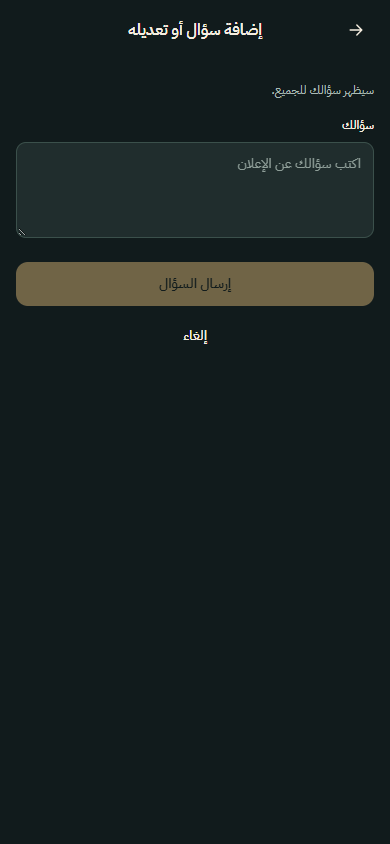 إضافة سؤال أو تعديله
سيظهر سؤالك للجميع.
سؤالك
اكتب سؤالك عن الإعلان
إرسال السؤال
إلغاء